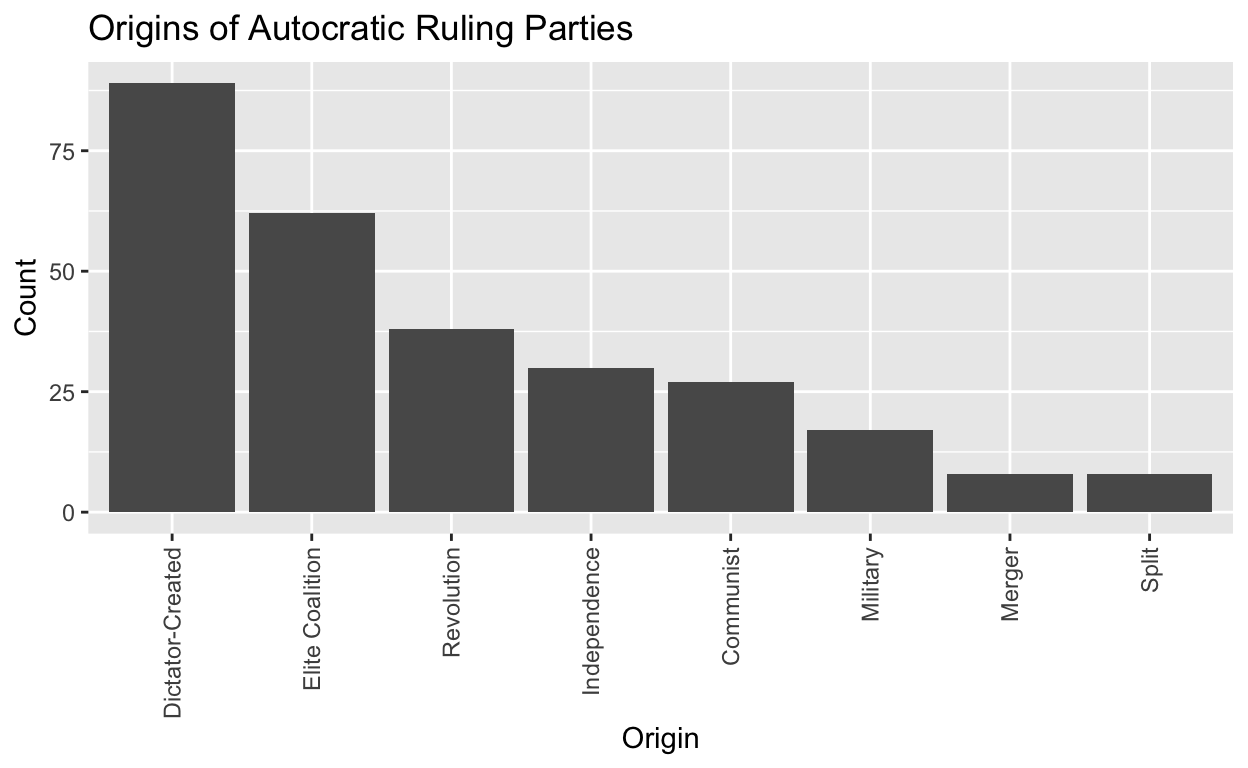 Origins of Autocratic Ruling Parties
Count
75
50
25
0
Dictator-Created
Elite Coalition
Revolution
Independence
Communist
Military
Merger
Split
Origin